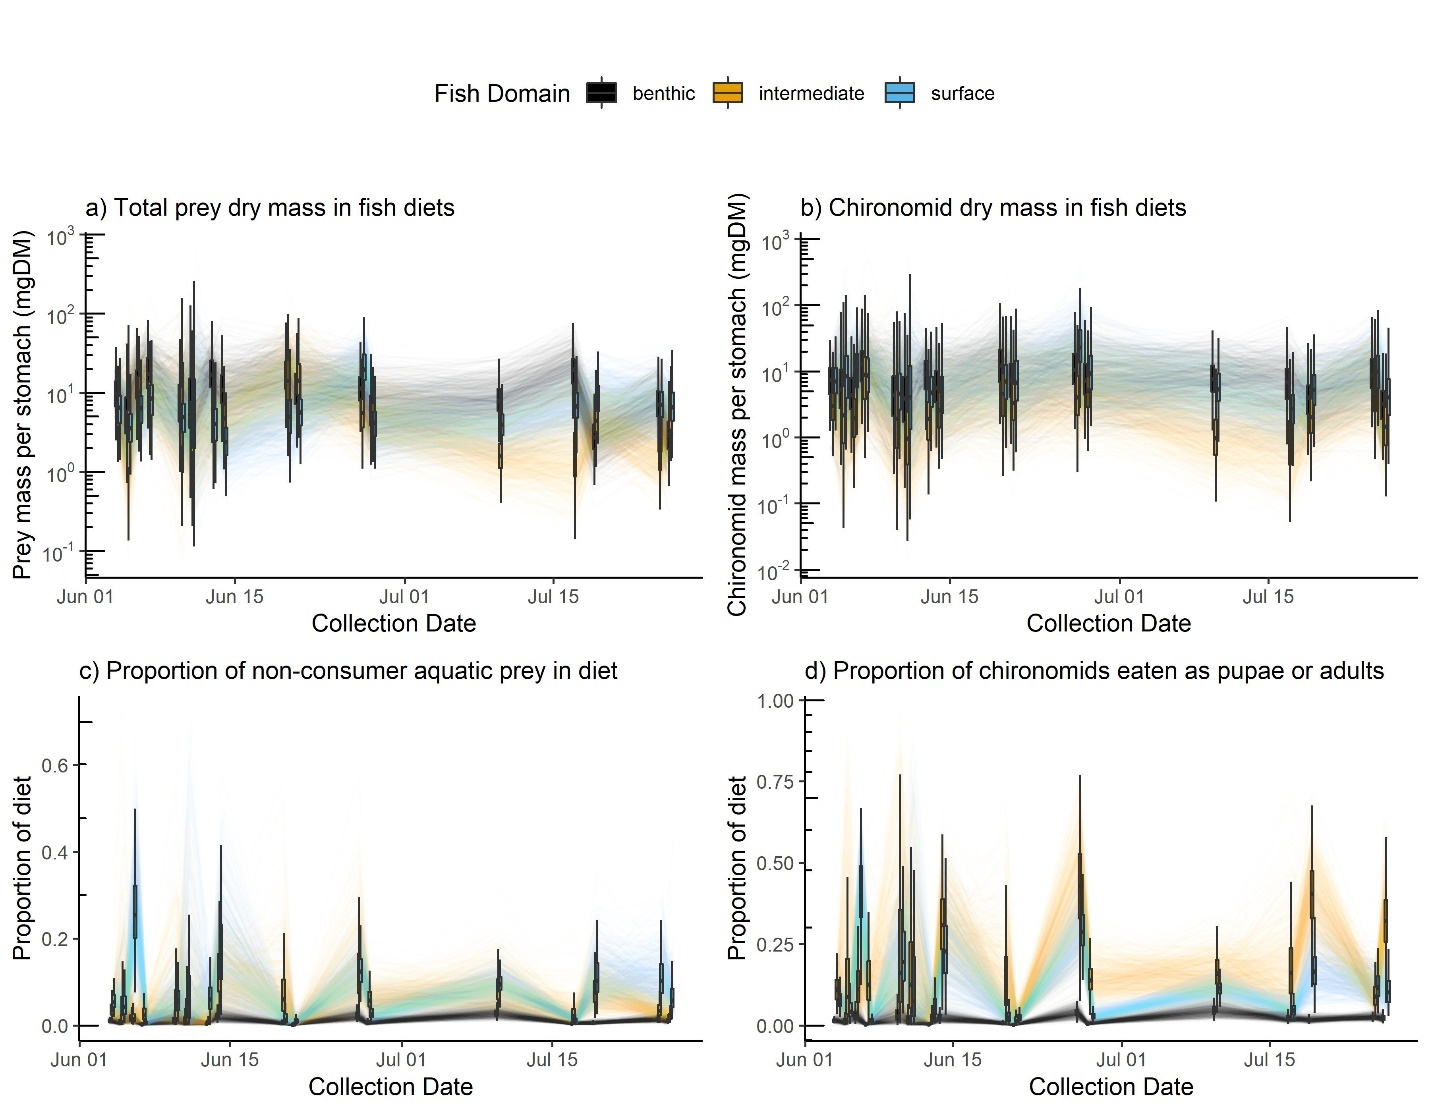 Fish Domain benthic intermediate surface
a) Total prey dry mass in fish diets
Prey mass per stomach (mgDM)
10³
10²
10¹
10⁰
10⁻¹
Jun 01 Jun 15 Jul 01 Jul 15
Collection Date
b) Chironomid dry mass in fish diets
Chironomid mass per stomach (mgDM)
10³
10²
10¹
10⁰
10⁻¹
10⁻²
Jun 01 Jun 15 Jul 01 Jul 15
Collection Date
c) Proportion of non-consumer aquatic prey in diet
Proportion of diet
0.6
0.4
0.2
0.0
Jun 01 Jun 15 Jul 01 Jul 15
Collection Date
d) Proportion of chironomids eaten as pupae or adults
Proportion of diet
1.00
0.75
0.50
0.25
0.00
Jun 01 Jun 15 Jul 01 Jul 15
Collection Date